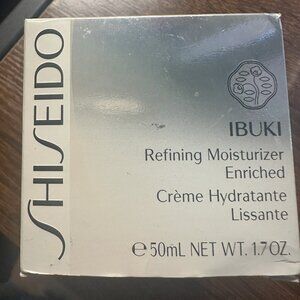 SHISEIDO
IBUKI
Refining Moisturizer
Enriched
Crème Hydratante
Lissante
℮ 50mL NET WT. 1.7 OZ.